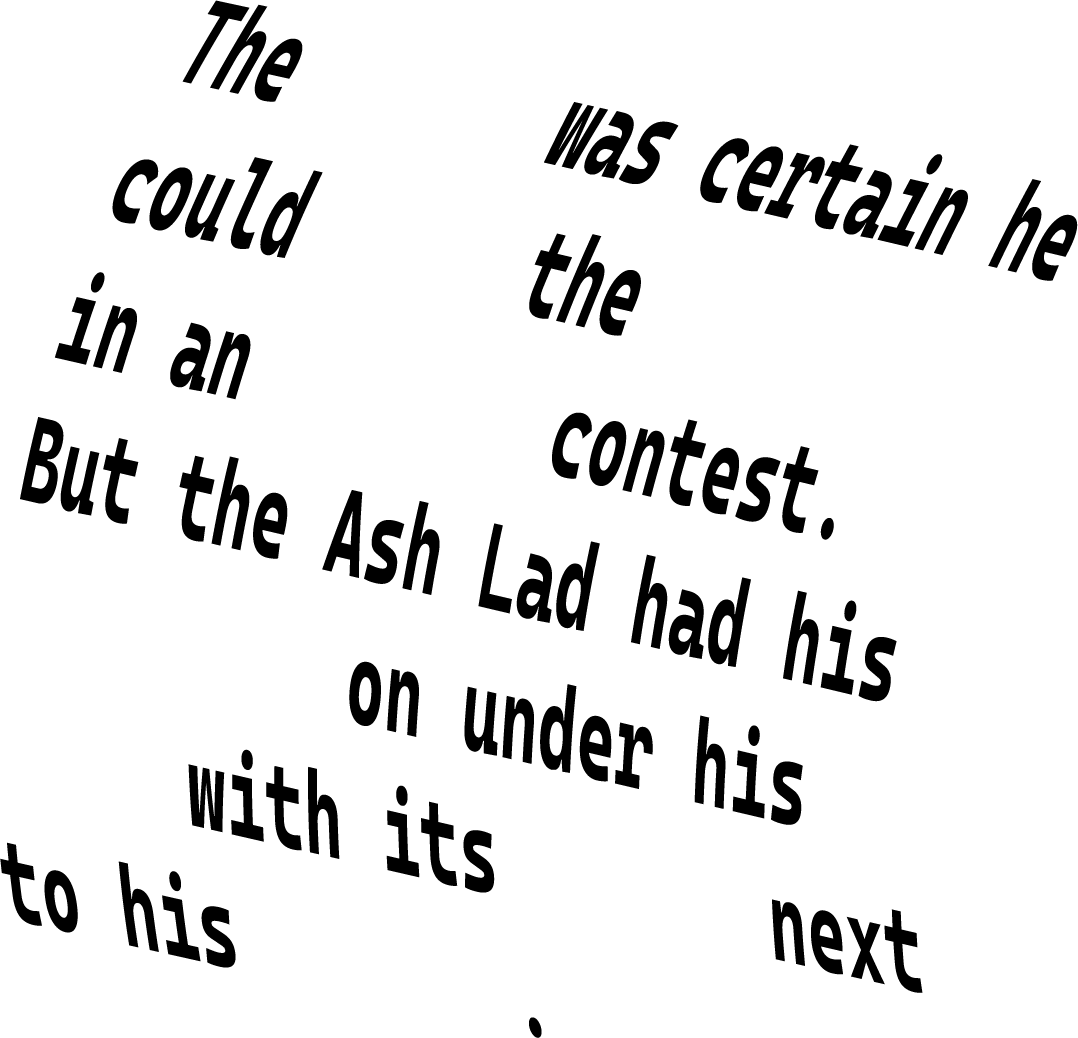 The was certain he
could the
in an contest.
But the Ash Lad had his
on under his
with its next
to his .